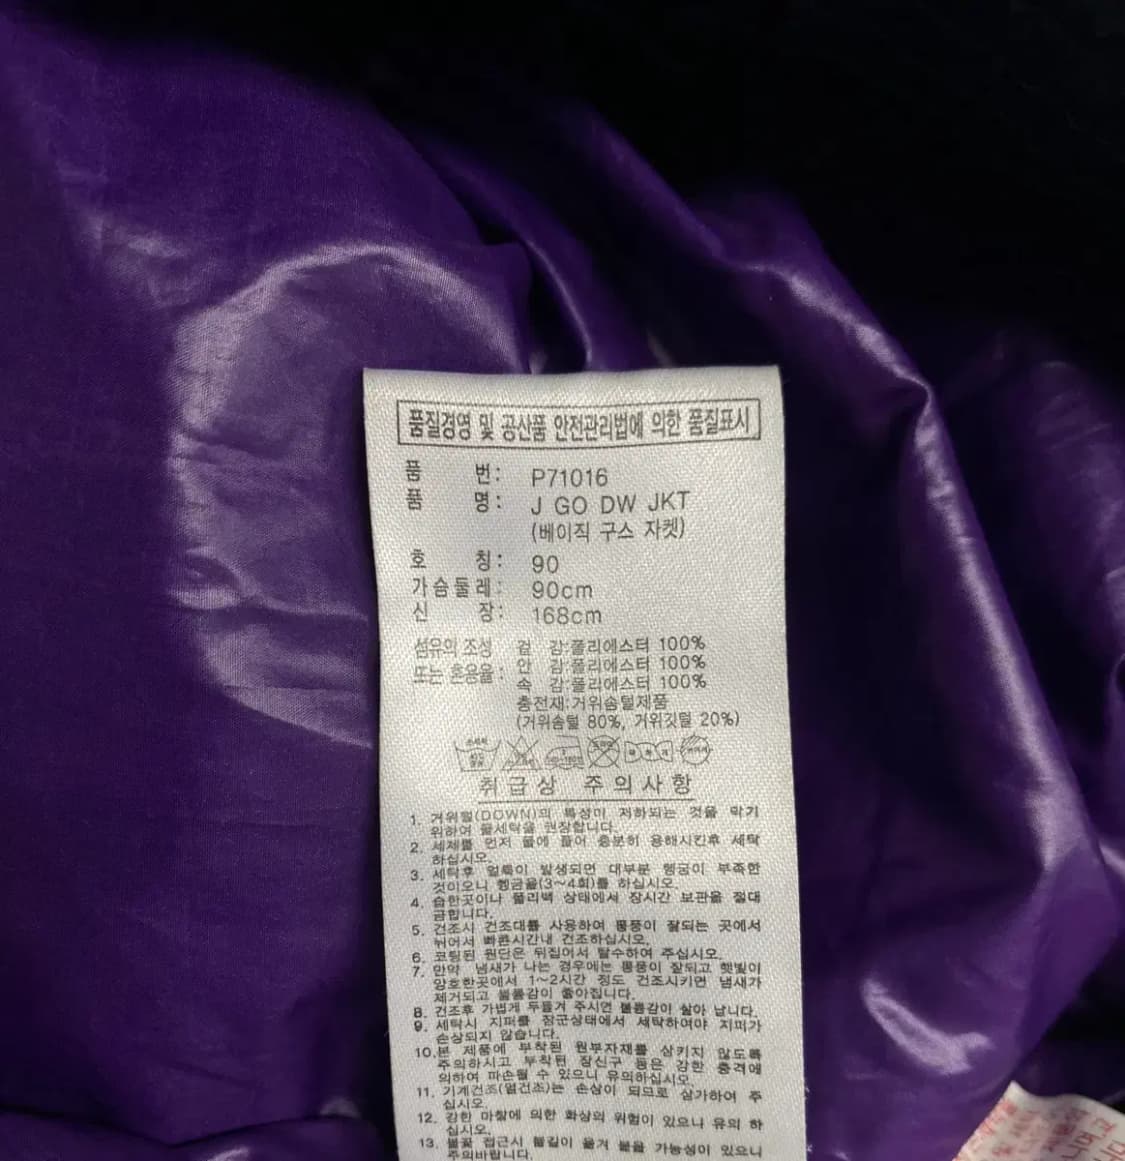 품질경영 및 공산품 안전관리법에 의한 품질표시
품 번: P71016
품 명: J GO DW JKT
(베이직 구스 자켓)
호 칭: 90
가슴둘레: 90cm
신 장: 168cm
섬유의 조성 겉 감:폴리에스터 100%
또는 혼용율: 안 감:폴리에스터 100%
속 감:폴리에스터 100%
충전재:거위솜털제품
(거위솜털 80%, 거위깃털 20%)
취급상 주의사항
1. 거위털(DOWN)의 특성이 저하되는 것을 막기
위하여 물세탁을 권장합니다.
2. 세제를 먼저 물에 풀어 충분히 용해시킨후 세탁
하십시오.
3. 세탁후 얼룩이 발생되면 대부분 헹굼이 부족한
것이오니 헹금을(3~4회)를 하십시오.
4. 습한곳이나 폴리백 상태에서 장시간 보관을 절대
금합니다.
5. 건조시 건조대를 사용하여 통풍이 잘되는 곳에서
뉘어서 빠른시간내 건조하십시오.
6. 코팅된 원단은 뒤집어서 탈수하여 주십시오.
7. 만약 냄새가 나는 경우에는 통풍이 잘되고 햇빛이
양호한곳에서 1~2시간 정도 건조시키면 냄새가
제거되고 볼륨감이 좋아집니다.
8. 건조후 가볍게 두들겨 주시면 볼륨감이 살아 납니다.
9. 세탁시 지퍼를 잠군상태에서 세탁하여야 지퍼가
손상되지 않습니다.
10.본 제품에 부착된 원부자재를 삼키지 않도록
주의하시고 부착된 장신구 등은 강한 충격에
의하여 파손될 수 있으니 유의하십시오.
11. 기계건조(열건조)는 손상이 되므로 삼가하여 주
십시오.
12. 강한 마찰에 의한 화상의 위험이 있으니 유의 하
십시오.
13. 불꽃 접근시 불길이 옮겨 붙을 가능성이 있으니
주의바랍니다.